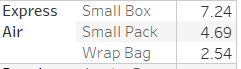 Express Small Box 7.24
Air Small Pack 4.69
Wrap Bag 2.54